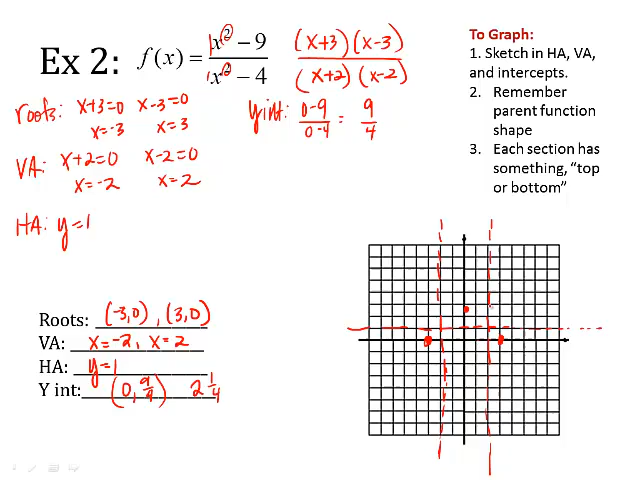 Ex 2: f(x) = x² − 9 / x² − 4 (x+3)(x-3) / (x+2)(x-2)
roots: x+3=0 x-3=0
x=-3 x=3
y int: 0-9 / 0-4 = 9/4
VA: x+2=0 x-2=0
x=-2 x=2
HA: y=1
To Graph:
1. Sketch in HA, VA,
and intercepts.
2. Remember
parent function
shape
3. Each section has
something, “top
or bottom”
Roots: (-3,0), (3,0)
VA: x=-2, x=2
HA: y=1
Y int: (0, 9/4) 2 1/4